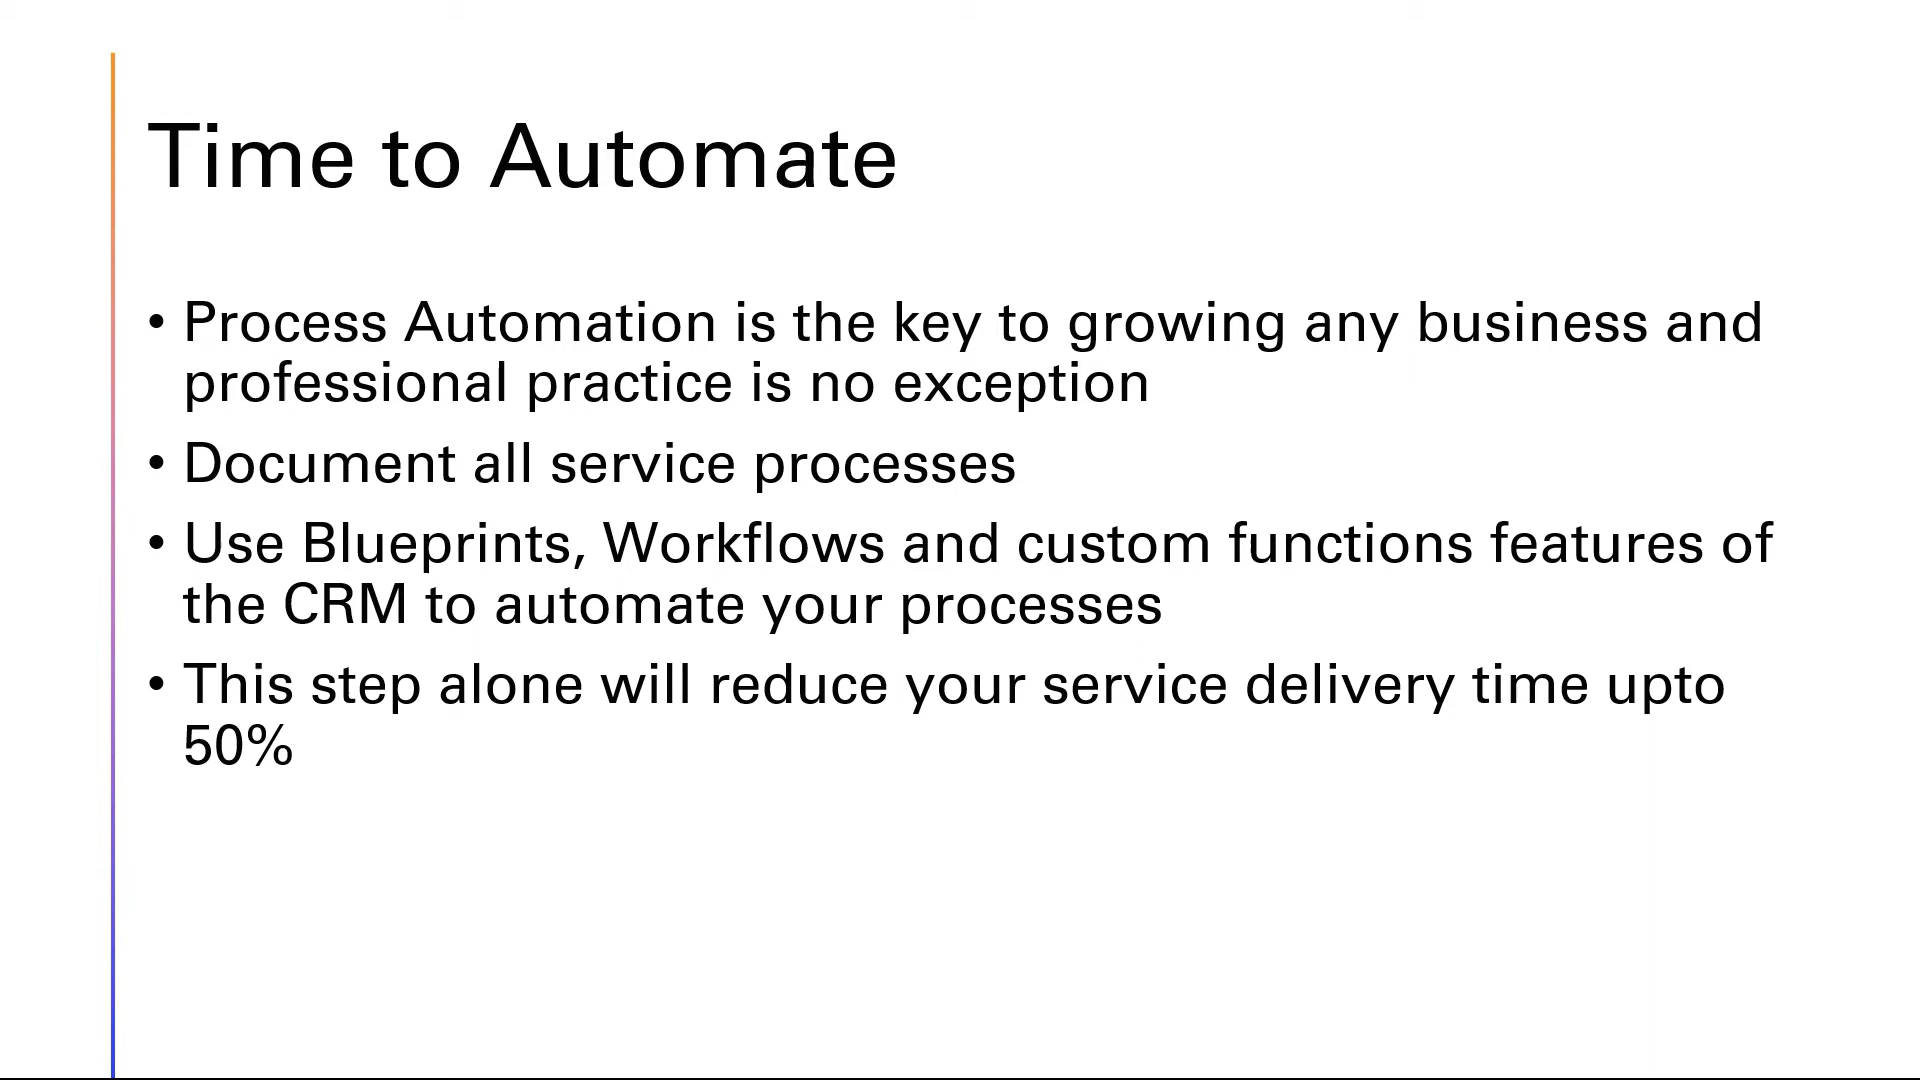 Time to Automate
• Process Automation is the key to growing any business and
professional practice is no exception
• Document all service processes
• Use Blueprints, Workflows and custom functions features of
the CRM to automate your processes
• This step alone will reduce your service delivery time upto
50%